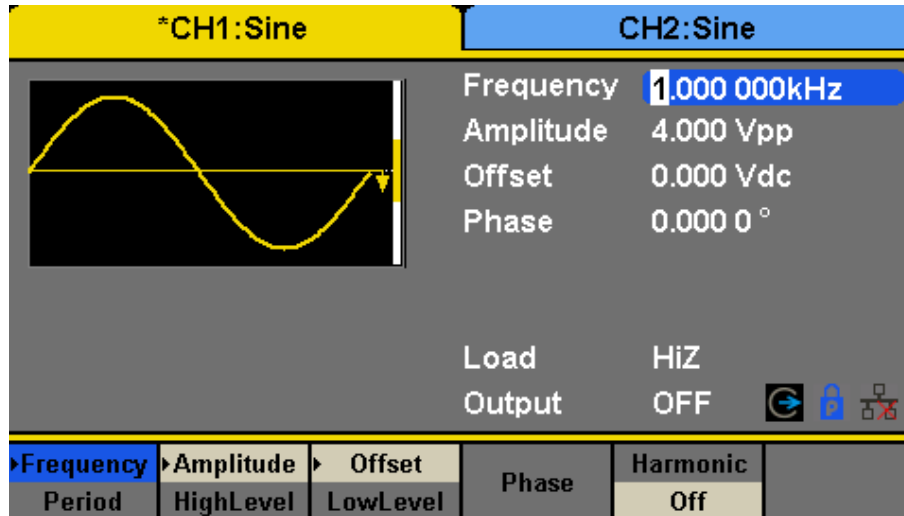 *CH1:Sine
CH2:Sine
Frequency 1.000 000kHz
Amplitude 4.000 Vpp
Offset 0.000 Vdc
Phase 0.000 0 °
Load HiZ
Output OFF
P
Frequency Amplitude Offset Phase Harmonic
Period HighLevel LowLevel Off